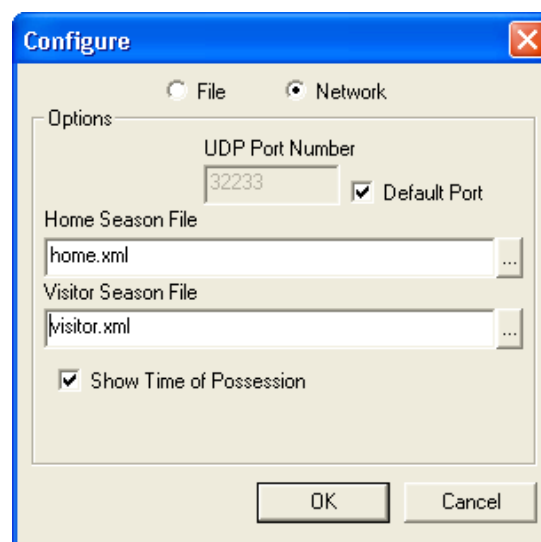 Configure
File Network
Options
UDP Port Number
32233
Default Port
Home Season File
home.xml
...
Visitor Season File
visitor.xml
...
Show Time of Possession
OK Cancel